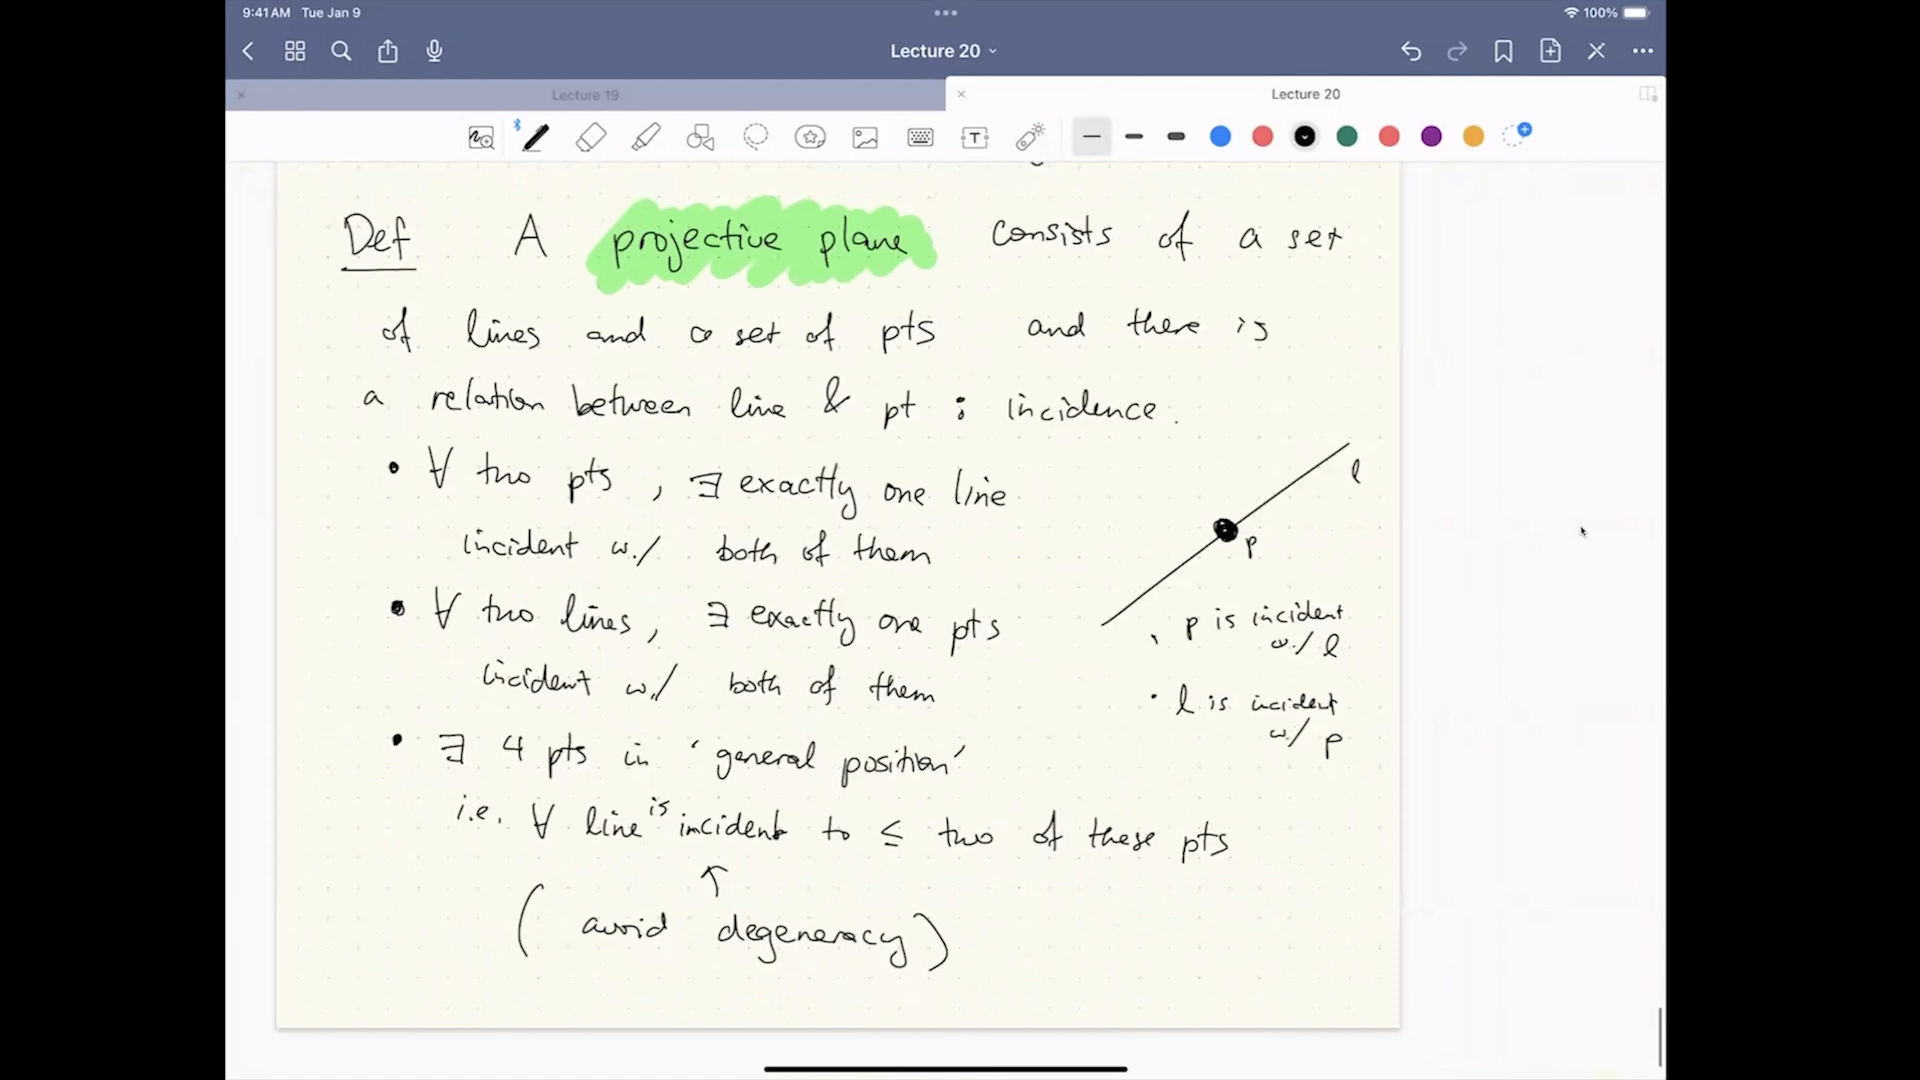 9:41 AM Tue Jan 9
100%
Lecture 20
Lecture 19
Lecture 20
Def A projective plane consists of a set
of lines and a set of pts and there is
a relation between line & pt : incidence.
• ∀ two pts, ∃ exactly one line
incident w./ both of them
• ∀ two lines, ∃ exactly one pts
incident w./ both of them
• ∃ 4 pts in 'general position'
i.e. ∀ line is incident to ≤ two of these pts
↑
(avoid degeneracy)
l
p
• p is incident
w./ l
• l is incident
w/ p